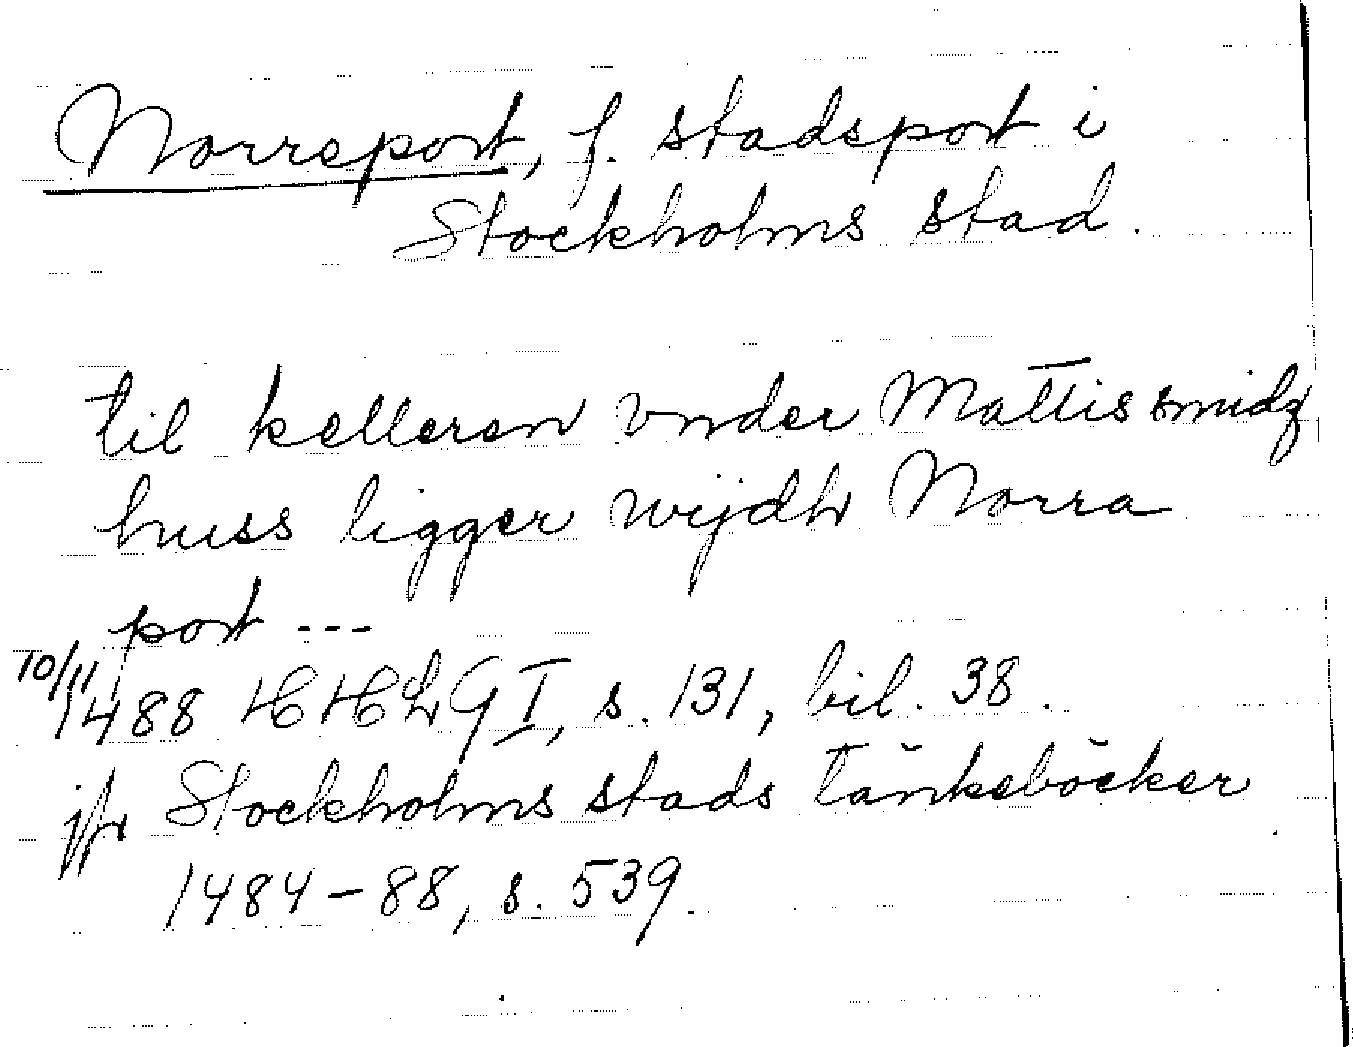 Norreport, f. stadsport i
Stockholms stad.
til kelleren vnder Mattis smidz
huss ligger wijdh Norra
port ---
10/11 1488 HHLG I, s. 131, bil. 38.
jfr Stockholms stads tänkeböcker
1484-88, s. 539.